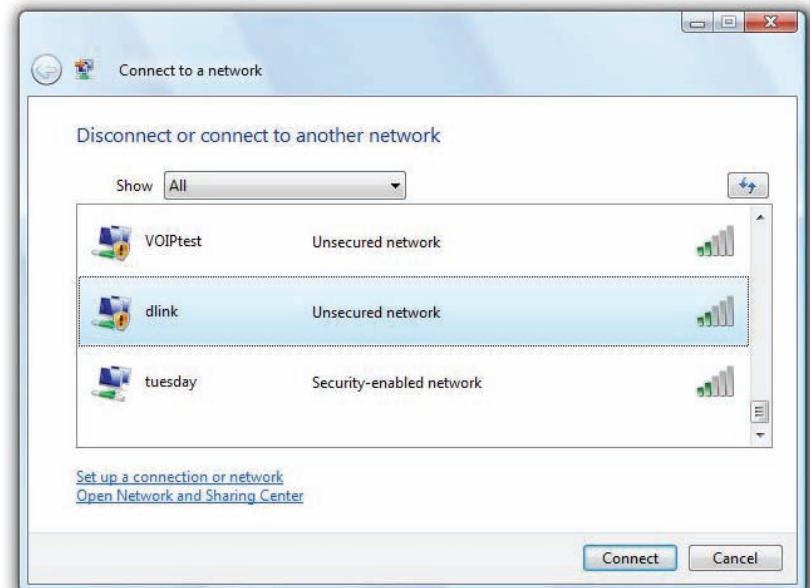 Connect to a network
Disconnect or connect to another network
Show All
VOIPtest Unsecured network
dlink Unsecured network
tuesday Security-enabled network
Set up a connection or network
Open Network and Sharing Center
Connect Cancel